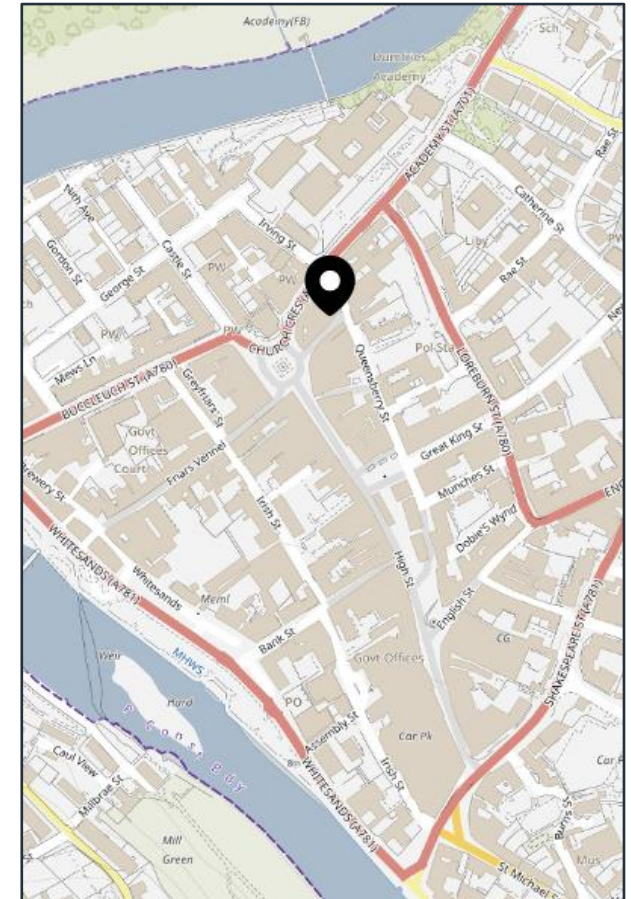 Academy(FB)
Sch
Dumfries
Academy
ACADEMY ST (A701)
Rae St
Nith Ave
Irving St
Catherine St
Castle St
Gordon St
George St
PW
PW
Liby
PW
Rae St
PW
CHURCH CRES
Mews Ln
BUCCLEUCH ST (A780)
Pol Sta
LOREBURN ST (A780)
Queensberry St
Greyfriars St
Govt
Offices
Court
Friars Vennel
Great King St
Munches St
Irish St
Dobie'S Wynd
WHITESANDS (A781)
Whitesands
High St
Meml
English St
SHAKESPEARE ST (A781)
Bank St
CG
Govt Offices
MHWS
Weir
Hard
PO
Assembly St
Car Pk
8m
Irish St
WHITESANDS (A781)
P Const Bdy
Caul View
Millbrae St
Burns St
Mill
Green
Mus
St Michael S